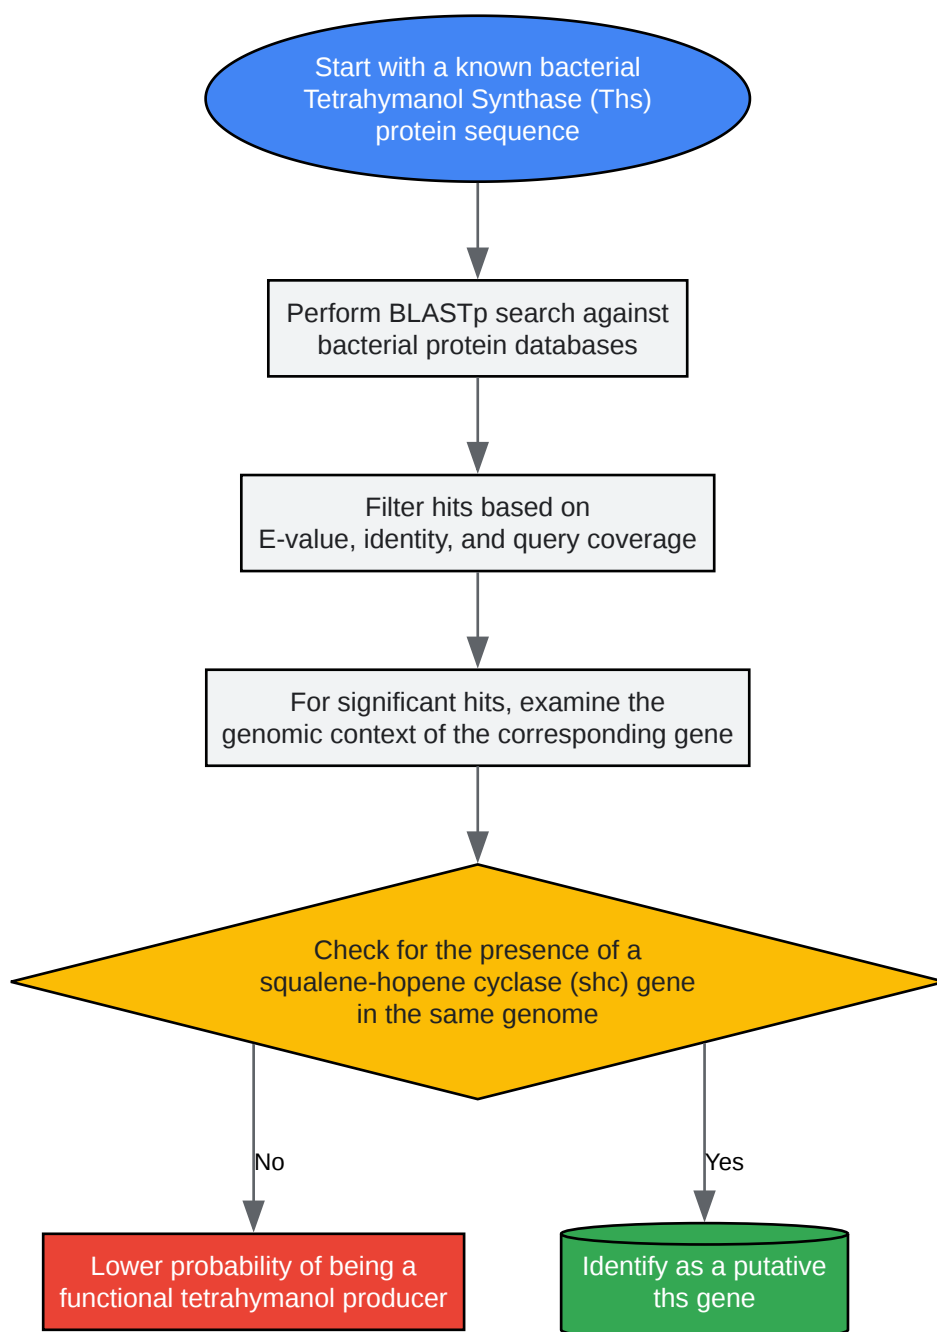 Start with a known bacterial
Tetrahymanol Synthase (Ths)
protein sequence
Perform BLASTp search against
bacterial protein databases
Filter hits based on
E-value, identity, and query coverage
For significant hits, examine the
genomic context of the corresponding gene
Check for the presence of a
squalene-hopene cyclase (shc) gene
in the same genome
No
Yes
Lower probability of being a
functional tetrahymanol producer
Identify as a putative
ths gene